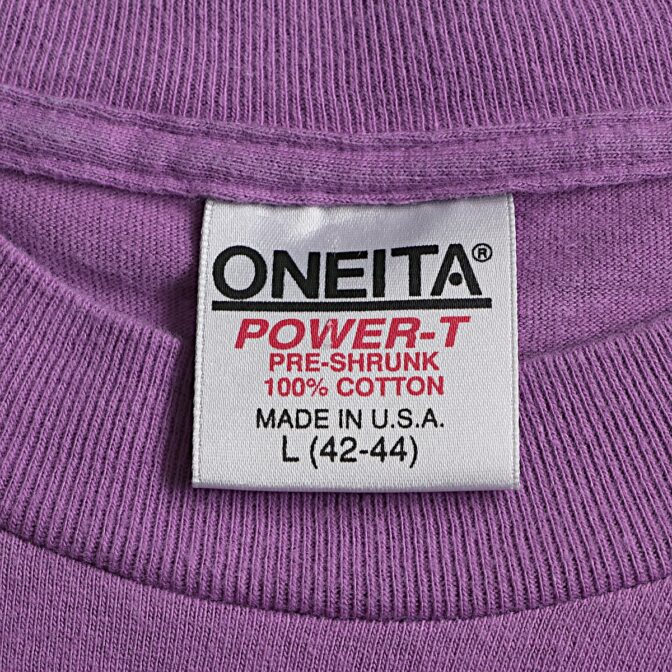 ONEITA®
POWER-T
PRE-SHRUNK
100% COTTON
MADE IN U.S.A.
L (42-44)